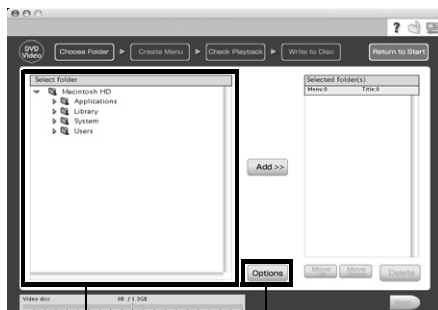 DVD Video Choose Folder Create Menu Check Playback Write to Disc Return to Start
Select folder
Macintosh HD
Applications
Library
System
Users
Add >>
Options
Selected folder(s)
Menu:0 Title:0
Move Move Delete
Video disc 0B / 1.3GB
Next